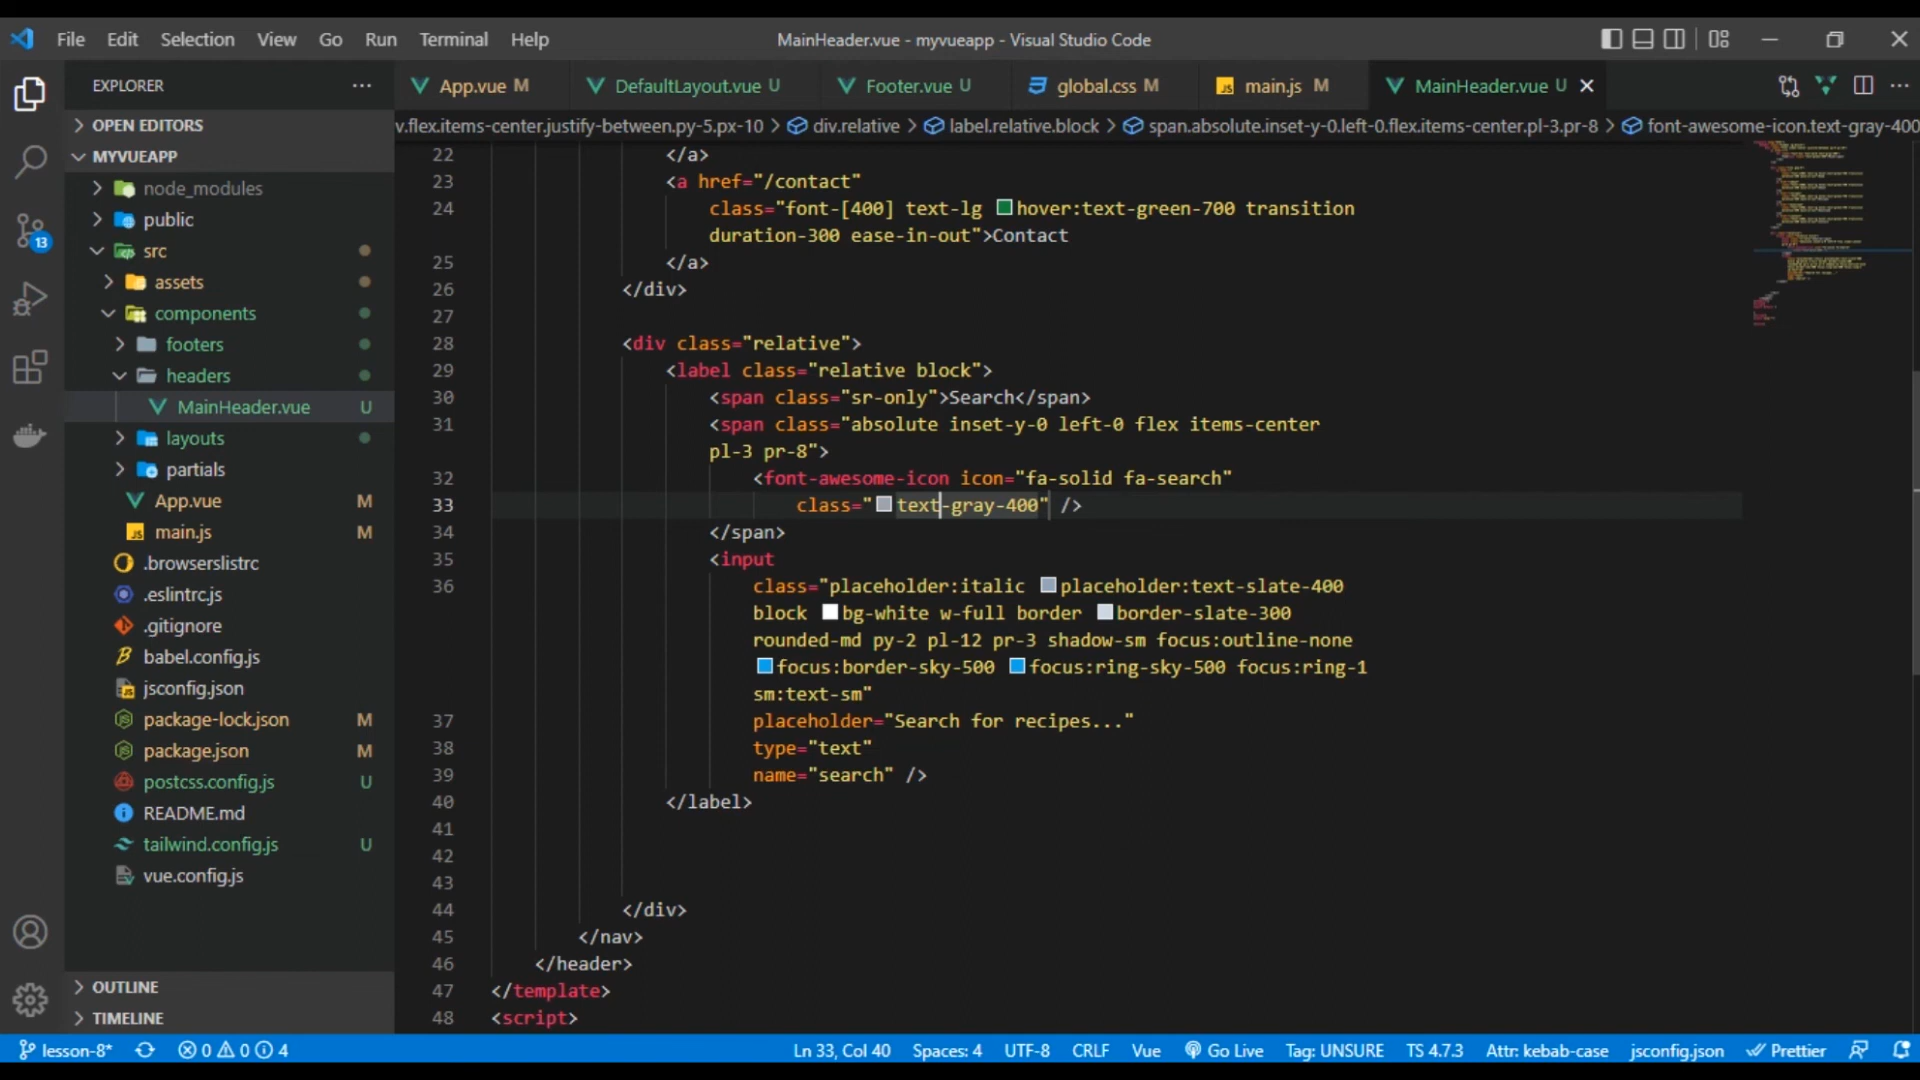 File Edit Selection View Go Run Terminal Help MainHeader.vue - myvueapp - Visual Studio Code
EXPLORER
OPEN EDITORS
MYVUEAPP
node_modules
public
src
assets
components
footers
headers
MainHeader.vue U
layouts
partials
App.vue M
main.js M
.browserslistrc
.eslintrc.js
.gitignore
babel.config.js
jsconfig.json
package-lock.json M
package.json M
postcss.config.js U
README.md
tailwind.config.js U
vue.config.js
OUTLINE
TIMELINE
13
App.vue M DefaultLayout.vue U Footer.vue U global.css M JS main.js M MainHeader.vue U
v.flex.items-center.justify-between.py-5.px-10 > div.relative > label.relative.block > span.absolute.inset-y-0.left-0.flex.items-center.pl-3.pr-8 > font-awesome-icon.text-gray-400
22 </a>
23 <a href="/contact"
24 class="font-[400] text-lg hover:text-green-700 transition
duration-300 ease-in-out">Contact
25 </a>
26 </div>
27
28 <div class="relative">
29 <label class="relative block">
30 <span class="sr-only">Search</span>
31 <span class="absolute inset-y-0 left-0 flex items-center
pl-3 pr-8">
32 <font-awesome-icon icon="fa-solid fa-search"
33 class="text-gray-400" />
34 </span>
35 <input
36 class="placeholder:italic placeholder:text-slate-400
block bg-white w-full border border-slate-300
rounded-md py-2 pl-12 pr-3 shadow-sm focus:outline-none
focus:border-sky-500 focus:ring-sky-500 focus:ring-1
sm:text-sm"
37 placeholder="Search for recipes..."
38 type="text"
39 name="search" />
40 </label>
41
42
43
44 </div>
45 </nav>
46 </header>
47 </template>
48 <script>
lesson-8* 0 0 4 Ln 33, Col 40 Spaces: 4 UTF-8 CRLF Vue Go Live Tag: UNSURE TS 4.7.3 Attr: kebab-case jsconfig.json Prettier